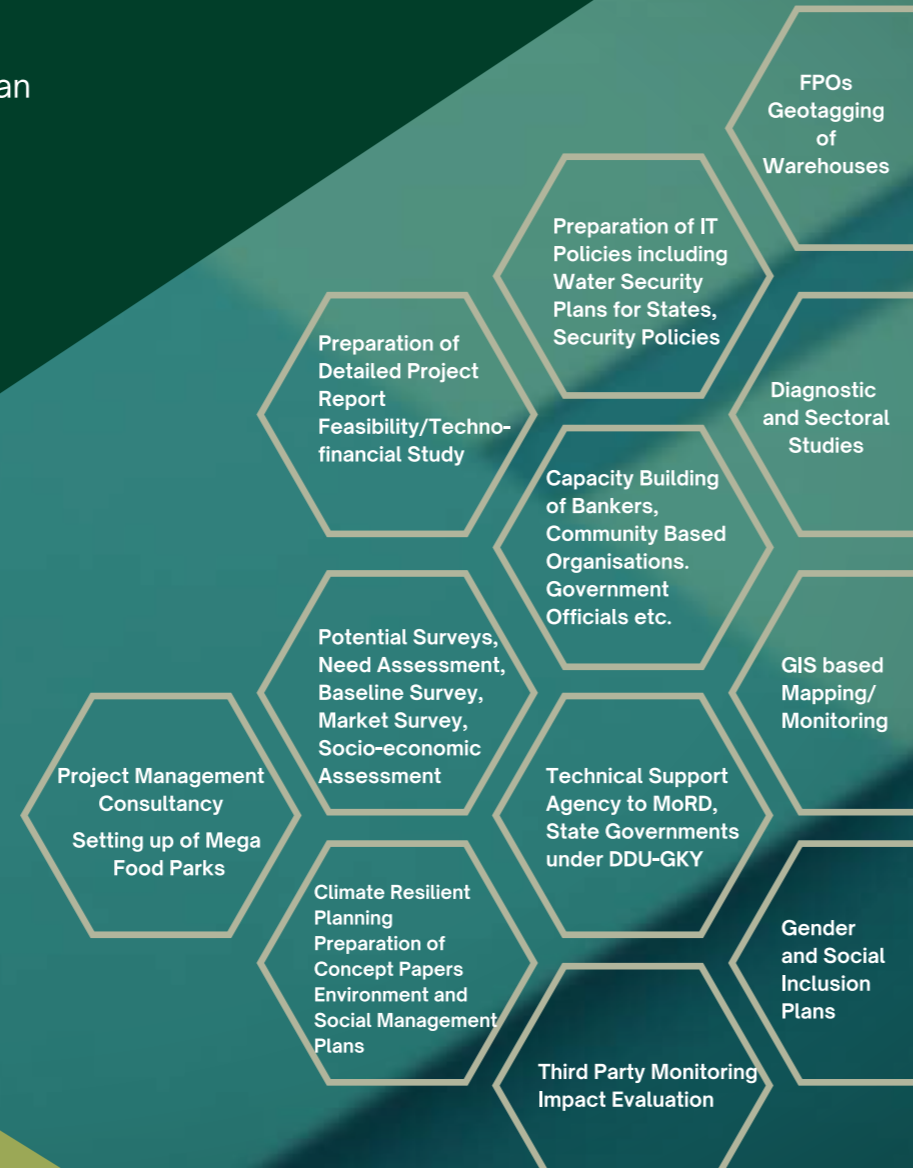 an
FPOs
Geotagging
of
Warehouses
Preparation of IT
Policies including
Water Security
Plans for States,
Security Policies
Preparation of
Detailed Project
Report
Feasibility/Techno-
financial Study
Diagnostic
and Sectoral
Studies
Capacity Building
of Bankers,
Community Based
Organisations.
Government
Officials etc.
Potential Surveys,
Need Assessment,
Baseline Survey,
Market Survey,
Socio-economic
Assessment
GIS based
Mapping/
Monitoring
Project Management
Consultancy
Setting up of Mega
Food Parks
Technical Support
Agency to MoRD,
State Governments
under DDU-GKY
Climate Resilient
Planning
Preparation of
Concept Papers
Environment and
Social Management
Plans
Gender
and Social
Inclusion
Plans
Third Party Monitoring
Impact Evaluation